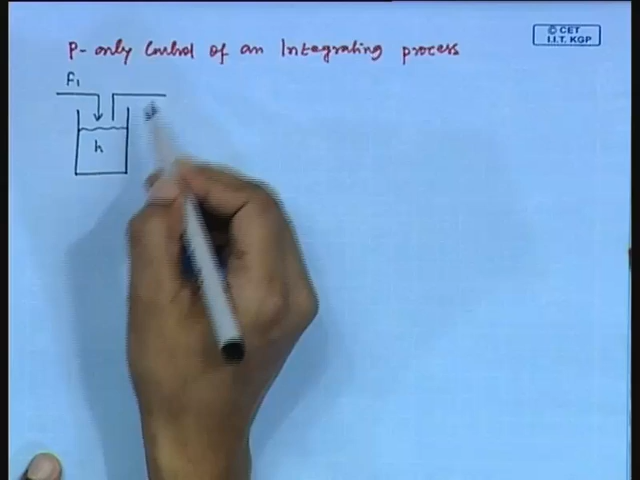 © CET
I.I.T. KGP
P- only Control of an Integrating process
F1
h